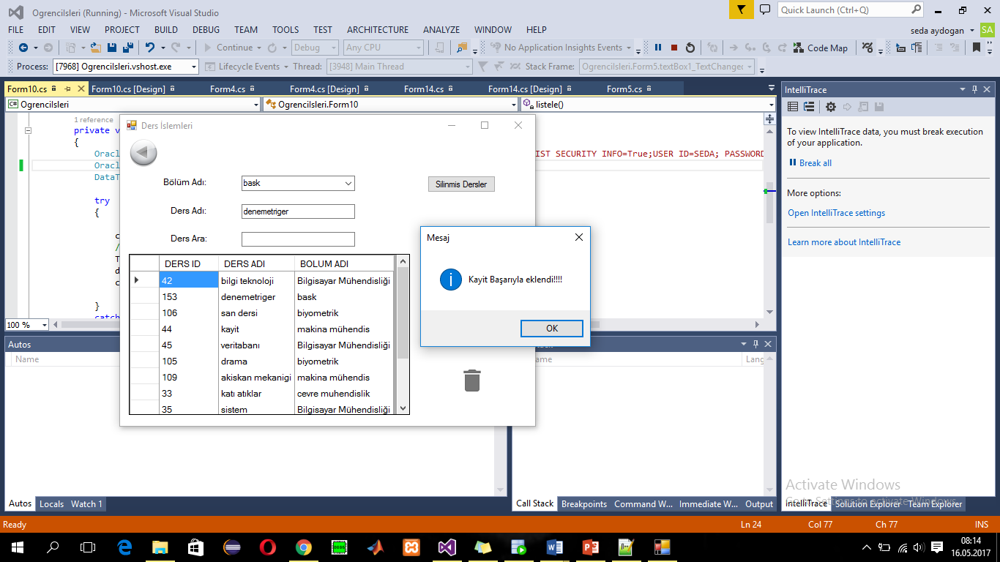 Ogrencilsleri (Running) - Microsoft Visual Studio
Quick Launch (Ctrl+Q)
FILE EDIT VIEW PROJECT BUILD DEBUG TEAM TOOLS TEST ARCHITECTURE ANALYZE WINDOW HELP
seda aydogan SA
Continue Debug Any CPU No Application Insights Events Code Map
Process: [7968] Ogrencilsleri.vshost.exe Lifecycle Events Thread: [3948] Main Thread Stack Frame: Ogrencilsleri.Form5.textBox1_TextChanged
Form10.cs Form10.cs [Design] Form4.cs Form4.cs [Design] Form14.cs Form14.cs [Design] Form5.cs
C# Ogrencilsleri Ogrencilsleri.Form10 listele()
1 reference
private v
{
Oracl IST SECURITY INFO=True;USER ID=SEDA; PASSWORD
Oracl
DataT
try
{
c
/
T
d
c
}
catch
100 %
Ders İslemleri
Bölüm Adı: bask
Silinmis Dersler
Ders Adı: denemetriger
Ders Ara:
DERS ID DERS ADI BOLUM ADI
42 bilgi teknoloji Bilgisayar Mühendisliği
153 denemetriger bask
106 san dersi biyometrik
44 kayit makina mühendis
45 veritabanı Bilgisayar Mühendisliği
105 drama biyometrik
109 akiskan mekanigi makina mühendis
33 katı atıklar cevre muhendislik
35 sistem Bilgisayar Mühendisliği
Mesaj
Kayit Başarıyla eklendi!!!!
OK
IntelliTrace
To view IntelliTrace data, you must break execution
of your application.
Break all
More options:
Open IntelliTrace settings
Learn more about IntelliTrace
Autos
Name
ame Lang
Autos Locals Watch 1
Call Stack Breakpoints Command W... Immediate W... Output
Activate Windows
Go to Settings to activate Windows.
IntelliTrace Solution Explorer Team Explorer
Ready Ln 24 Col 77 Ch 77 INS
08:14
16.05.2017